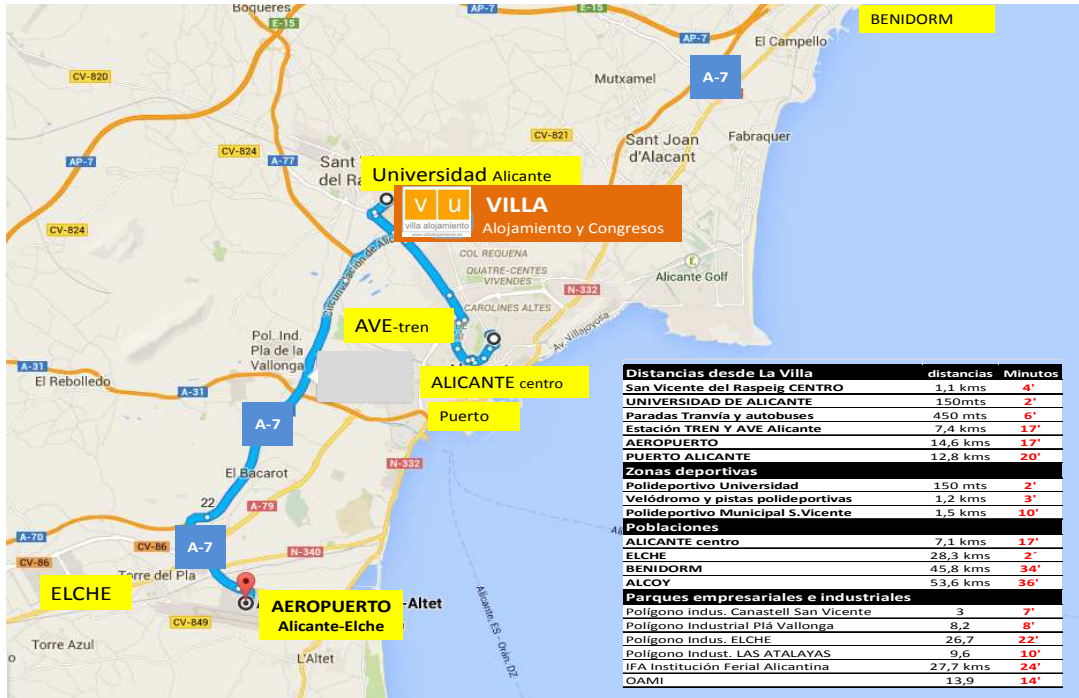 Boqueres
E-15
AP-7
E-15
BENIDORM
AP-7
El Campello
CV-820
A-7
Mutxamel
CV-821
Fabraquer
Sant Joan
d'Alacant
AP-7
CV-824
A-77
Sant
del Ra
Universidad Alicante
vu
villa alojamiento
VILLA
Alojamiento y Congresos
CV-824
Circunvalación de Alic
COL REQUENA
QUATRE-CENTES
VIVENDES
Alicante Golf
N-332
CAROLINES ALTES
AVE-tren
Av Villajoyosa
Pol. Ind.
Pla de la
Vallonga
A-31
El Rebolledo
A-31
ALICANTE centro
Puerto
A-7
N-332
El Bacarot
22
A-79
A-70
CV-86
CV-86
A-7
N-340
Torre del Pla
ELCHE
AEROPUERTO
Alicante-Elche
-Altet
CV-849
Torre Azul
L'Altet
Alicante, ES - Orán, DZ
Distancias desde La Villa distancias Minutos
San Vicente del Raspeig CENTRO 1,1 kms 4'
UNIVERSIDAD DE ALICANTE 150mts 2'
Paradas Tranvía y autobuses 450 mts 6'
Estación TREN Y AVE Alicante 7,4 kms 17'
AEROPUERTO 14,6 kms 17'
PUERTO ALICANTE 12,8 kms 20'
Zonas deportivas
Polideportivo Universidad 150 mts 2'
Velódromo y pistas polideportivas 1,2 kms 3'
Polideportivo Municipal S.Vicente 1,5 kms 10'
Poblaciones
ALICANTE centro 7,1 kms 17'
ELCHE 28,3 kms 2´
BENIDORM 45,8 kms 34'
ALCOY 53,6 kms 36'
Parques empresariales e industriales
Polígono indus. Canastell San Vicente 3 7'
Polígono Industrial Plá Vallonga 8,2 8'
Polígono Indus. ELCHE 26,7 22'
Polígono Indust. LAS ATALAYAS 9,6 10'
IFA Institución Ferial Alicantina 27,7 kms 24'
OAMI 13,9 14'